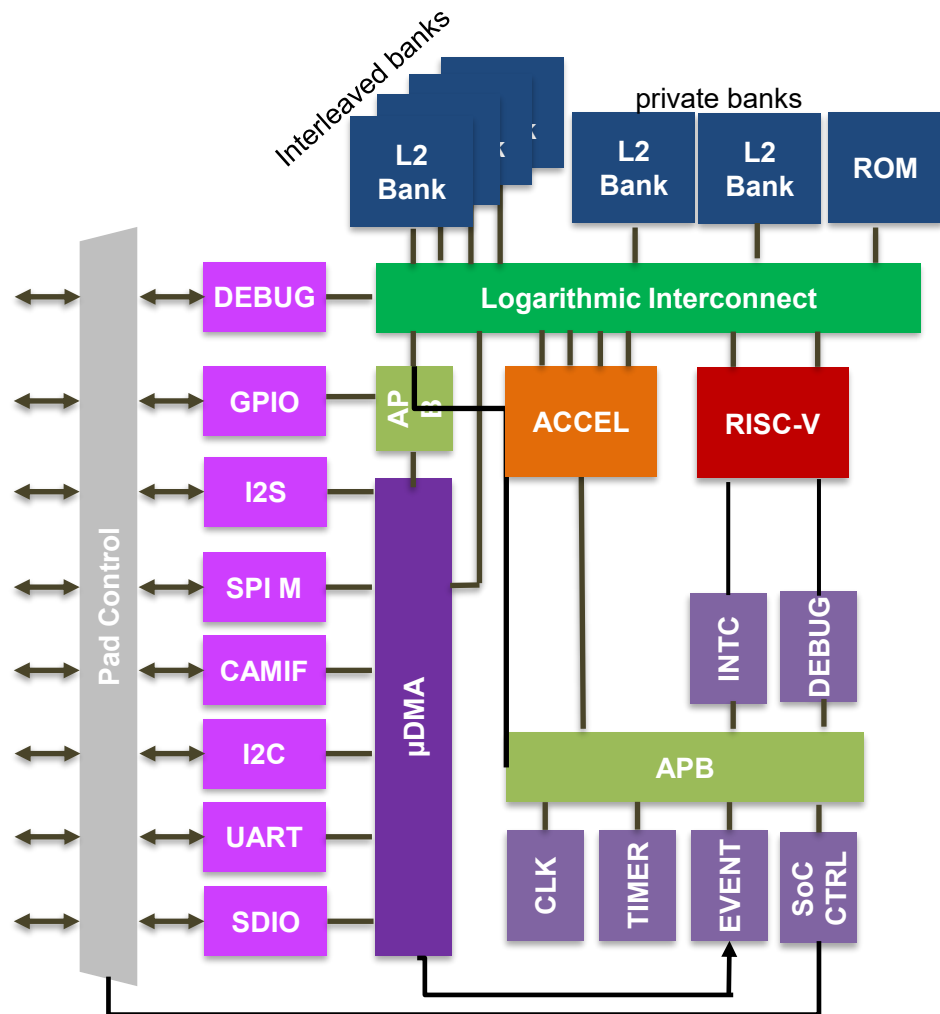 Interleaved banks
private banks
L2
Bank
k
k
k
L2
Bank
L2
Bank
ROM
DEBUG
Logarithmic Interconnect
GPIO
AP
B
ACCEL
RISC-V
I2S
Pad Control
SPI M
µDMA
INTC
DEBUG
CAMIF
I2C
APB
UART
CLK
TIMER
EVENT
SoC
CTRL
SDIO